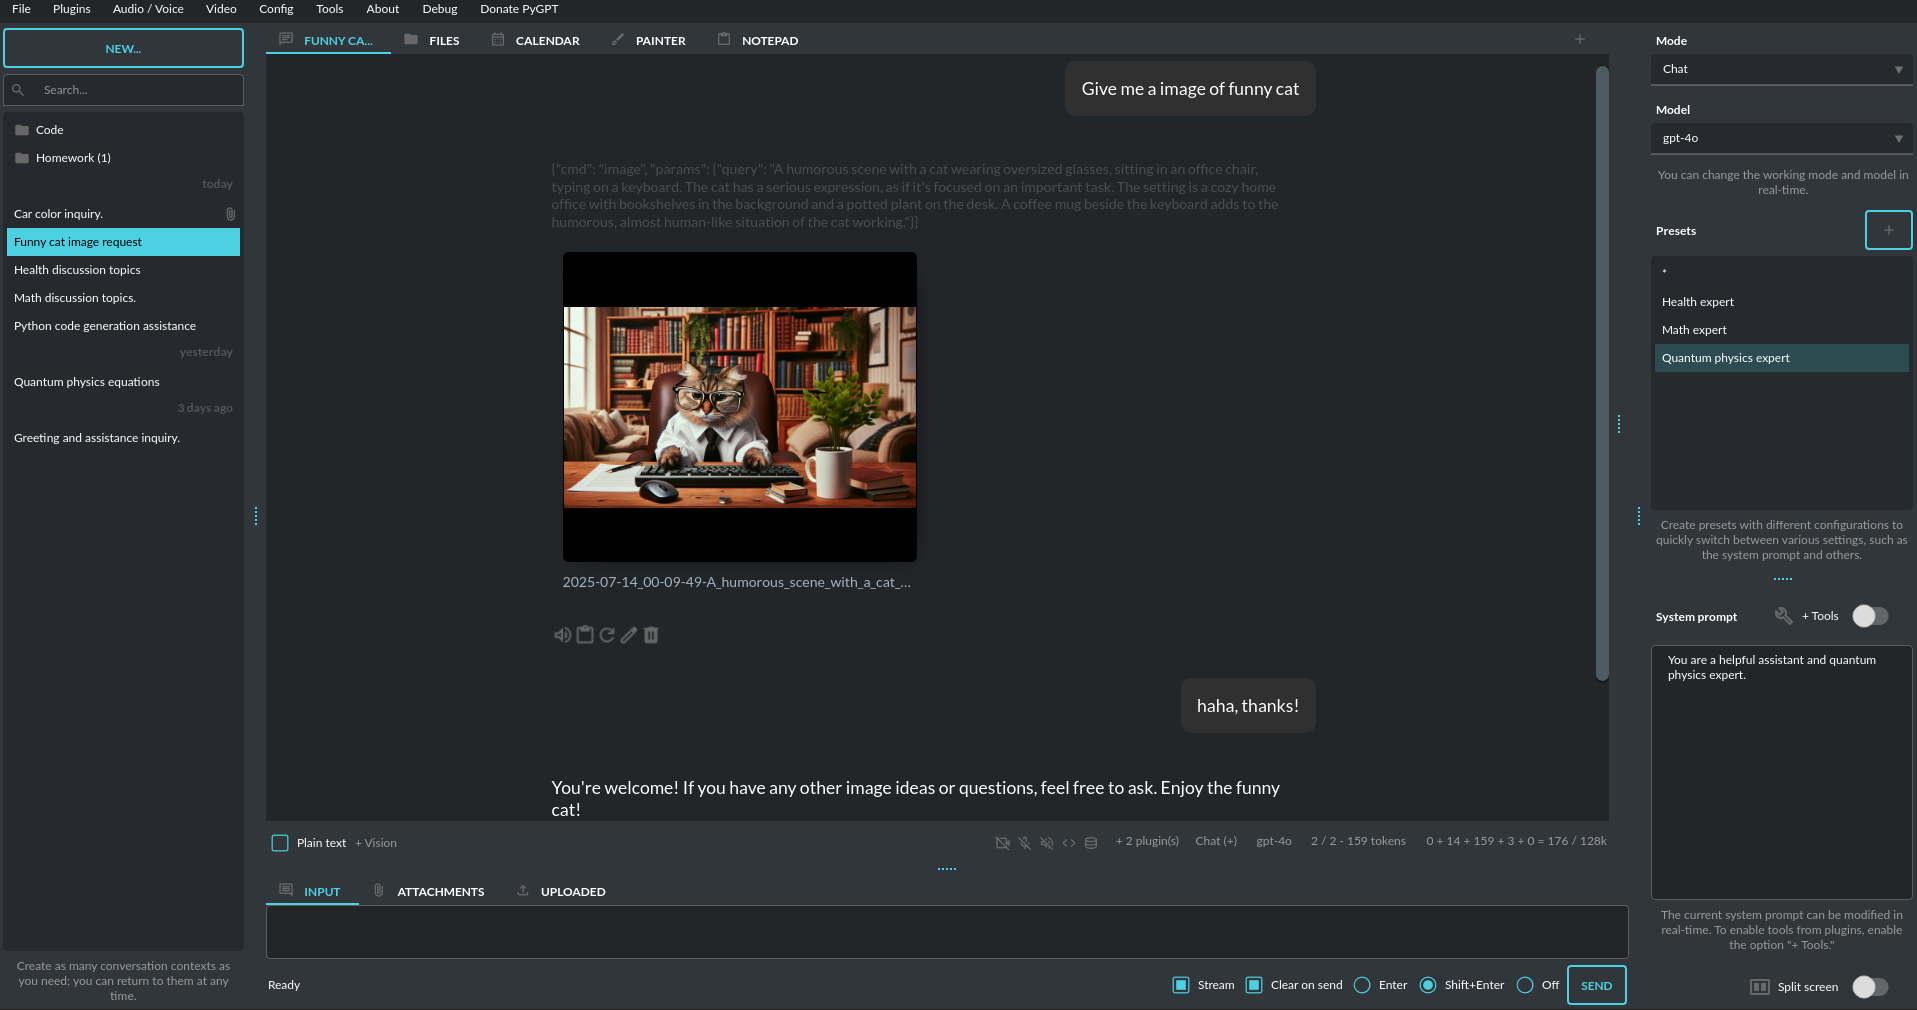 File Plugins Audio / Voice Video Config Tools About Debug Donate PyGPT
NEW...
Search...
Code
Homework (1)
today
Car color inquiry.
Funny cat image request
Health discussion topics
Math discussion topics.
Python code generation assistance
yesterday
Quantum physics equations
3 days ago
Greeting and assistance inquiry.
Create as many conversation contexts as
you need; you can return to them at any
time.
FUNNY CA... FILES CALENDAR PAINTER NOTEPAD +
Give me a image of funny cat
{"cmd": "image", "params": {"query": "A humorous scene with a cat wearing oversized glasses, sitting in an office chair,
typing on a keyboard. The cat has a serious expression, as if it's focused on an important task. The setting is a cozy home
office with bookshelves in the background and a potted plant on the desk. A coffee mug beside the keyboard adds to the
humorous, almost human-like situation of the cat working."}}
2025-07-14_00-09-49-A_humorous_scene_with_a_cat_...
haha, thanks!
You're welcome! If you have any other image ideas or questions, feel free to ask. Enjoy the funny
cat!
Plain text + Vision + 2 plugin(s) Chat (+) gpt-4o 2 / 2 - 159 tokens 0 + 14 + 159 + 3 + 0 = 176 / 128k
INPUT ATTACHMENTS UPLOADED
Ready Stream Clear on send Enter Shift+Enter Off SEND
Mode
Chat
Model
gpt-4o
You can change the working mode and model in
real-time.
Presets +
*
Health expert
Math expert
Quantum physics expert
Create presets with different configurations to
quickly switch between various settings, such as
the system prompt and others.
System prompt + Tools
You are a helpful assistant and quantum
physics expert.
The current system prompt can be modified in
real-time. To enable tools from plugins, enable
the option "+ Tools."
Split screen